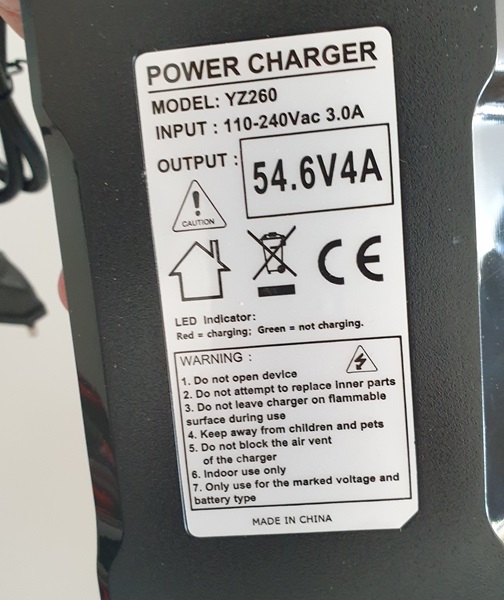 POWER CHARGER
MODEL: YZ260
INPUT : 110-240Vac 3.0A
OUTPUT :
54.6V4A
CAUTION
CE
LED Indicator:
Red = charging; Green = not charging.
WARNING :
1. Do not open device
2. Do not attempt to replace inner parts
3. Do not leave charger on flammable
surface during use
4. Keep away from children and pets
5. Do not block the air vent
of the charger
6. Indoor use only
7. Only use for the marked voltage and
battery type
MADE IN CHINA